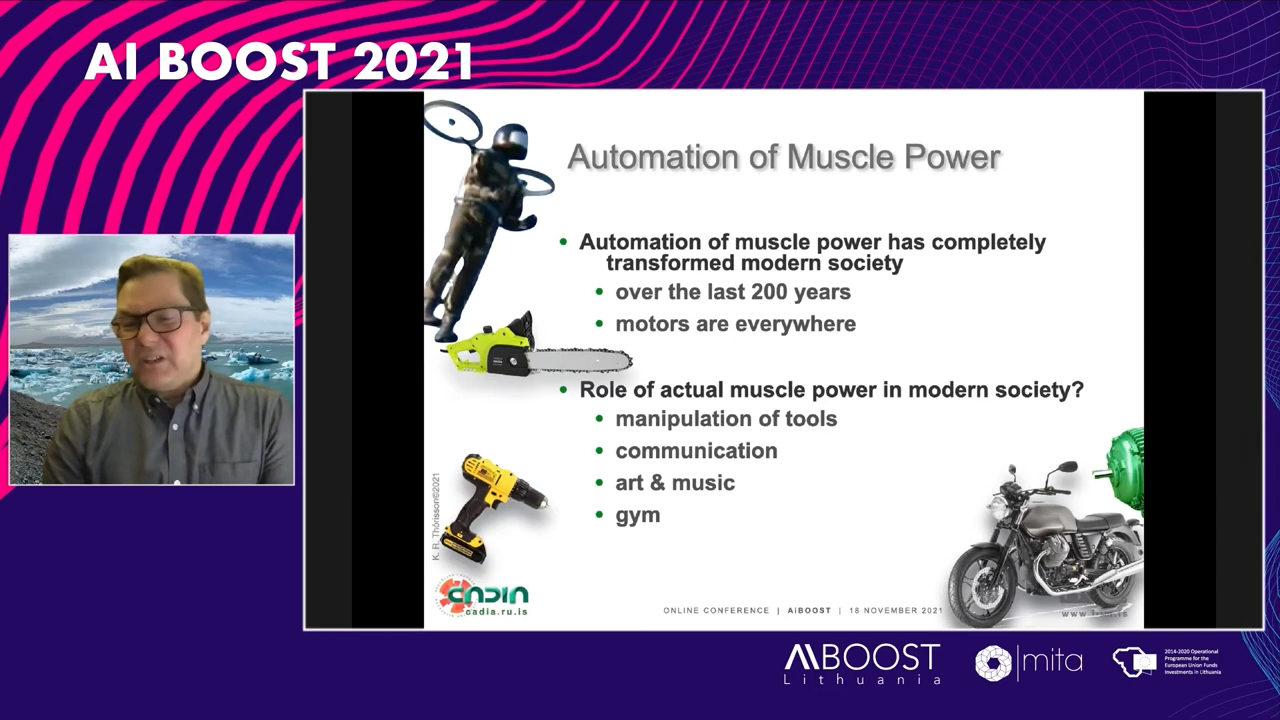 AI BOOST 2021
Automation of Muscle Power
• Automation of muscle power has completely
transformed modern society
• over the last 200 years
• motors are everywhere
• Role of actual muscle power in modern society?
• manipulation of tools
• communication
• art & music
• gym
K. R. Thórisson©2021
CADIA
cadia.ru.is
ONLINE CONFERENCE | AiBOOST | 18 NOVEMBER 2021
www.
AIBOOST
Lithuania
mita
2014-2020 Operational
Programme for the
European Union Funds
Investments in Lithuania